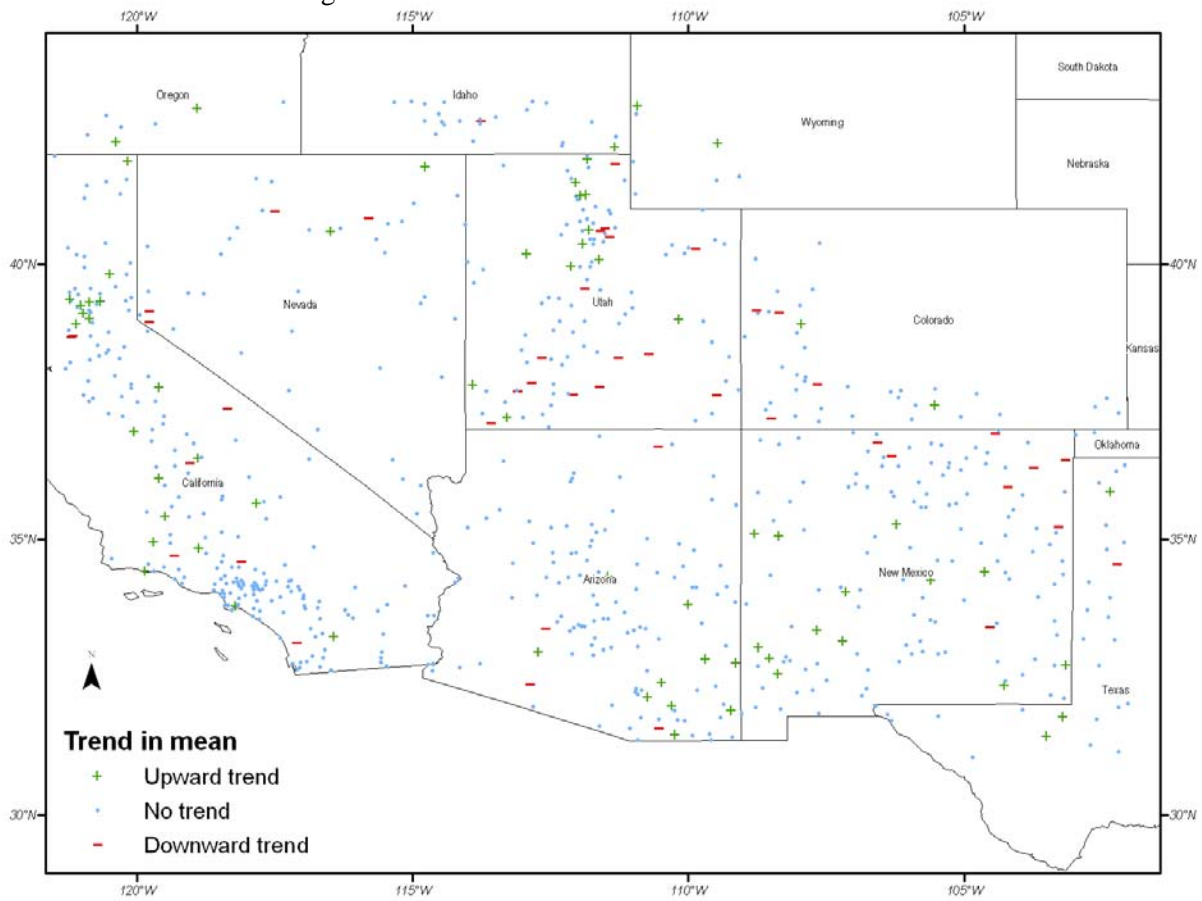 120°W 115°W 110°W 105°W
South Dakota
Oregon Idaho
Wyoming
Nebraska
40°N 40°N
Nevada Utah
Colorado
Kansas
Oklahoma
California
35°N 35°N
Arizona New Mexico
N
Texas
Trend in mean
Upward trend
No trend
30°N 30°N
Downward trend
120°W 115°W 110°W 105°W